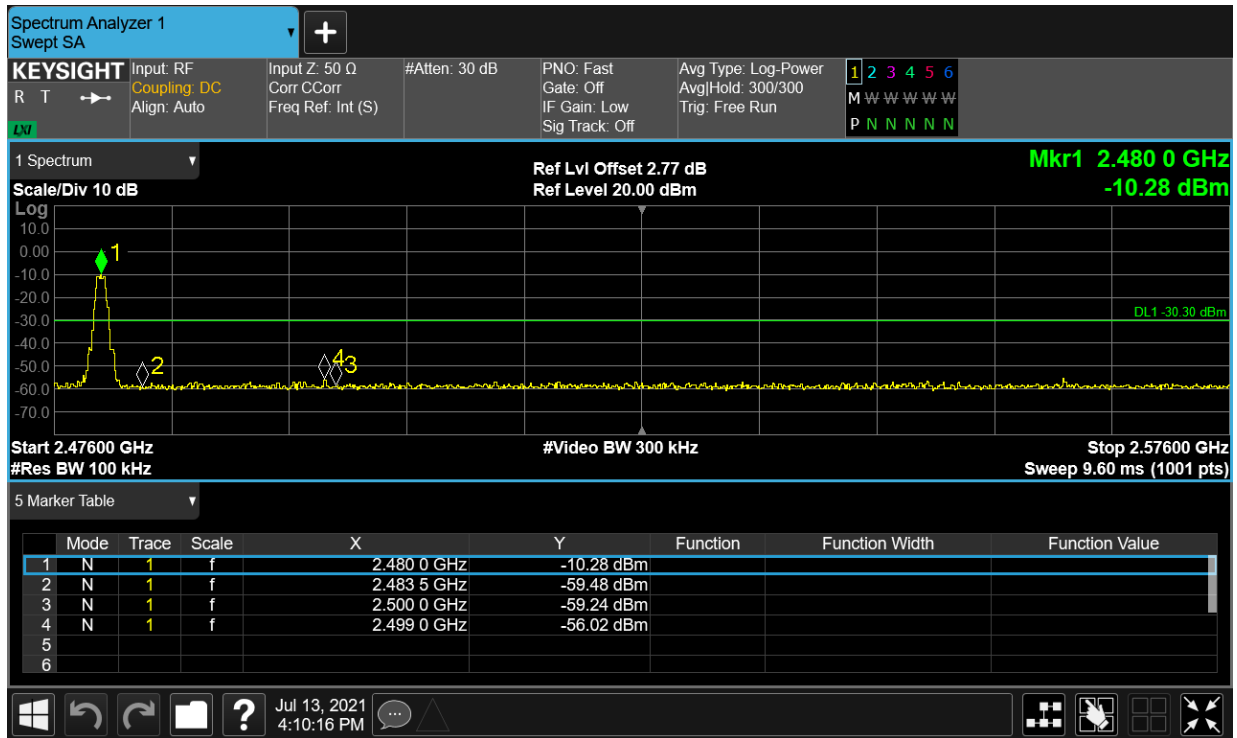 Spectrum Analyzer 1
Swept SA
KEYSIGHT
R T
LXI
Input: RF
Coupling: DC
Align: Auto
Input Z: 50 Ω
Corr CCorr
Freq Ref: Int (S)
#Atten: 30 dB
PNO: Fast
Gate: Off
IF Gain: Low
Sig Track: Off
Avg Type: Log-Power
Avg|Hold: 300/300
Trig: Free Run
1 2 3 4 5 6
M W W W W W
P N N N N N
1 Spectrum
Scale/Div 10 dB
Ref Lvl Offset 2.77 dB
Ref Level 20.00 dBm
Mkr1 2.480 0 GHz
-10.28 dBm
Log
10.0
0.00
-10.0
-20.0
-30.0
-40.0
-50.0
-60.0
-70.0
1
2
4
3
DL1 -30.30 dBm
Start 2.47600 GHz
#Video BW 300 kHz
Stop 2.57600 GHz
#Res BW 100 kHz
Sweep 9.60 ms (1001 pts)
5 Marker Table
Mode Trace Scale X Y Function Function Width Function Value
1 N 1 f 2.480 0 GHz -10.28 dBm
2 N 1 f 2.483 5 GHz -59.48 dBm
3 N 1 f 2.500 0 GHz -59.24 dBm
4 N 1 f 2.499 0 GHz -56.02 dBm
5
6
?
Jul 13, 2021
4:10:16 PM